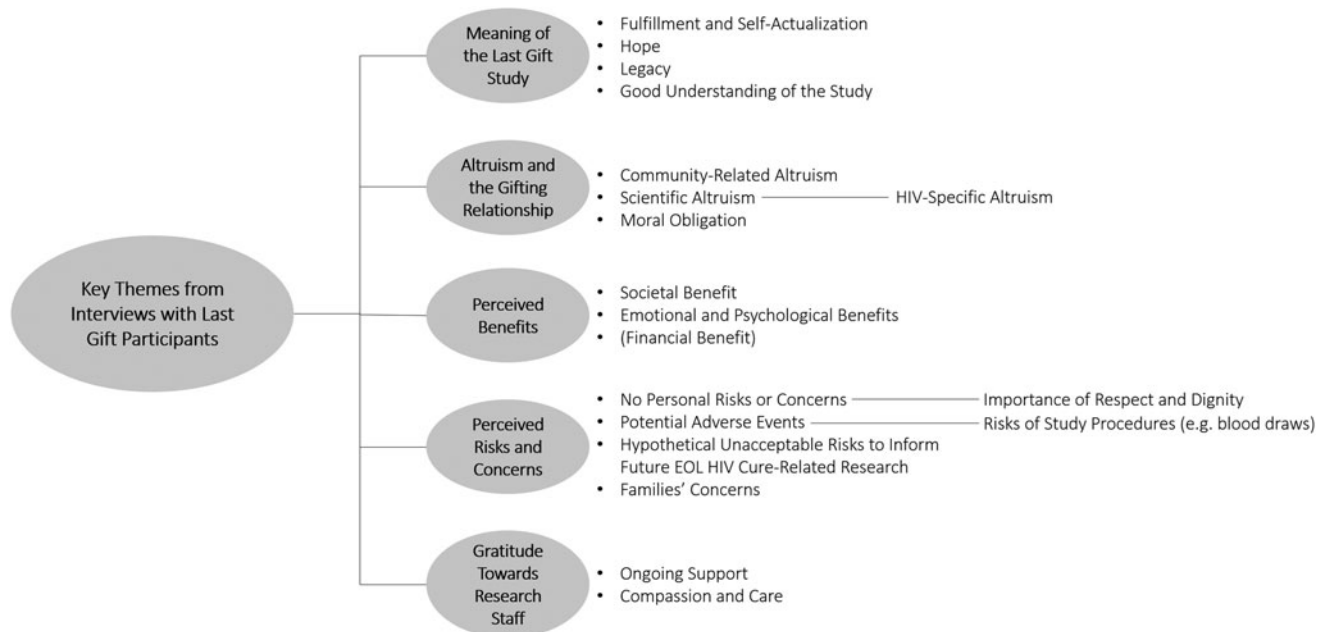 Key Themes from
Interviews with Last
Gift Participants
Meaning of
the Last Gift
Study
• Fulfillment and Self-Actualization
• Hope
• Legacy
• Good Understanding of the Study
Altruism and
the Gifting
Relationship
• Community-Related Altruism
• Scientific Altruism
HIV-Specific Altruism
• Moral Obligation
Perceived
Benefits
• Societal Benefit
• Emotional and Psychological Benefits
• (Financial Benefit)
Perceived
Risks and
Concerns
• No Personal Risks or Concerns
Importance of Respect and Dignity
• Potential Adverse Events
Risks of Study Procedures (e.g. blood draws)
• Hypothetical Unacceptable Risks to Inform
Future EOL HIV Cure-Related Research
• Families' Concerns
Gratitude
Towards
Research
Staff
• Ongoing Support
• Compassion and Care